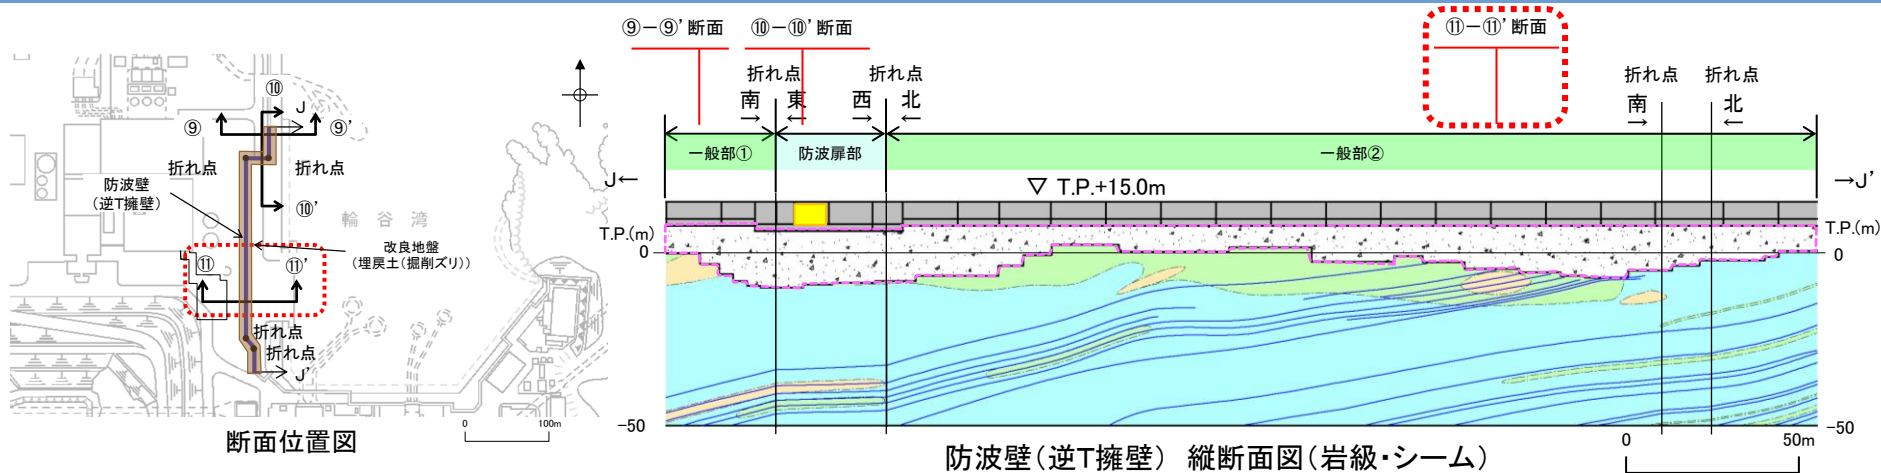 ⑩
J
⑨
⑨'
折れ点
折れ点
防波壁
(逆T擁壁)
⑩'
輪谷湾
改良地盤
(埋戻土(掘削ズリ))
⑪
⑪'
折れ点
折れ点
J'
0
100m
断面位置図
⑨-⑨'断面
⑩-⑩'断面
⑪-⑪'断面
折れ点
折れ点
折れ点
折れ点
南
東
西
北
南
北
一般部①
防波扉部
一般部②
J←
→J'
▽ T.P.+15.0m
T.P.(m)
T.P.(m)
0
0
-50
-50
0
50m
防波壁(逆T擁壁) 縦断面図(岩級・シーム)